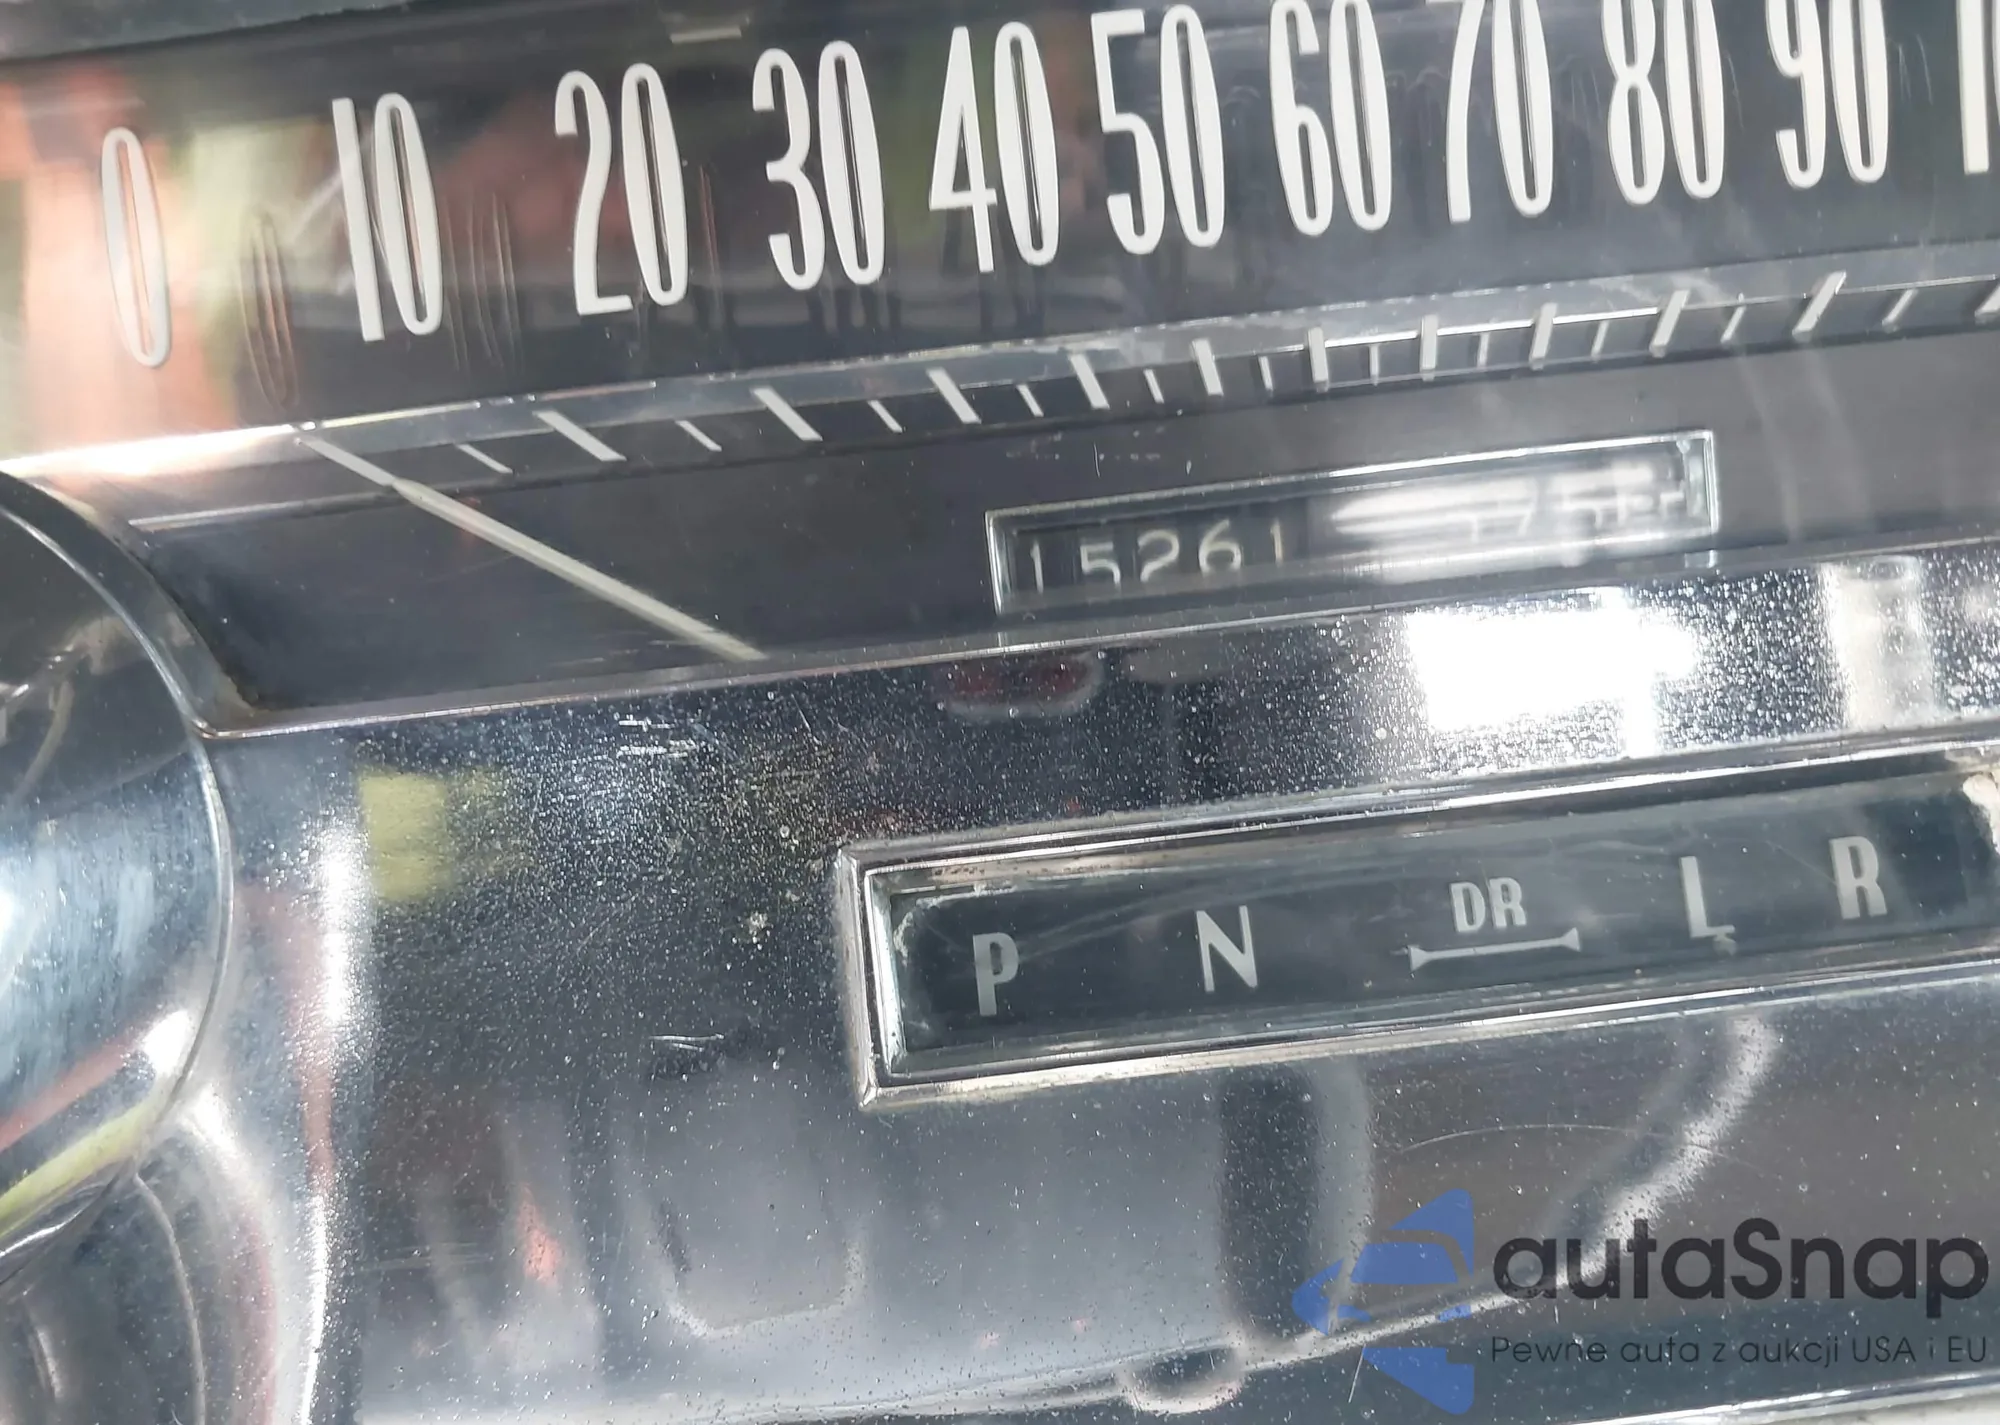 0 10 20 30 40 50 60 70 80 90
15261
P N DR L R
autaSnap
Pewne auta z aukcji USA i EU